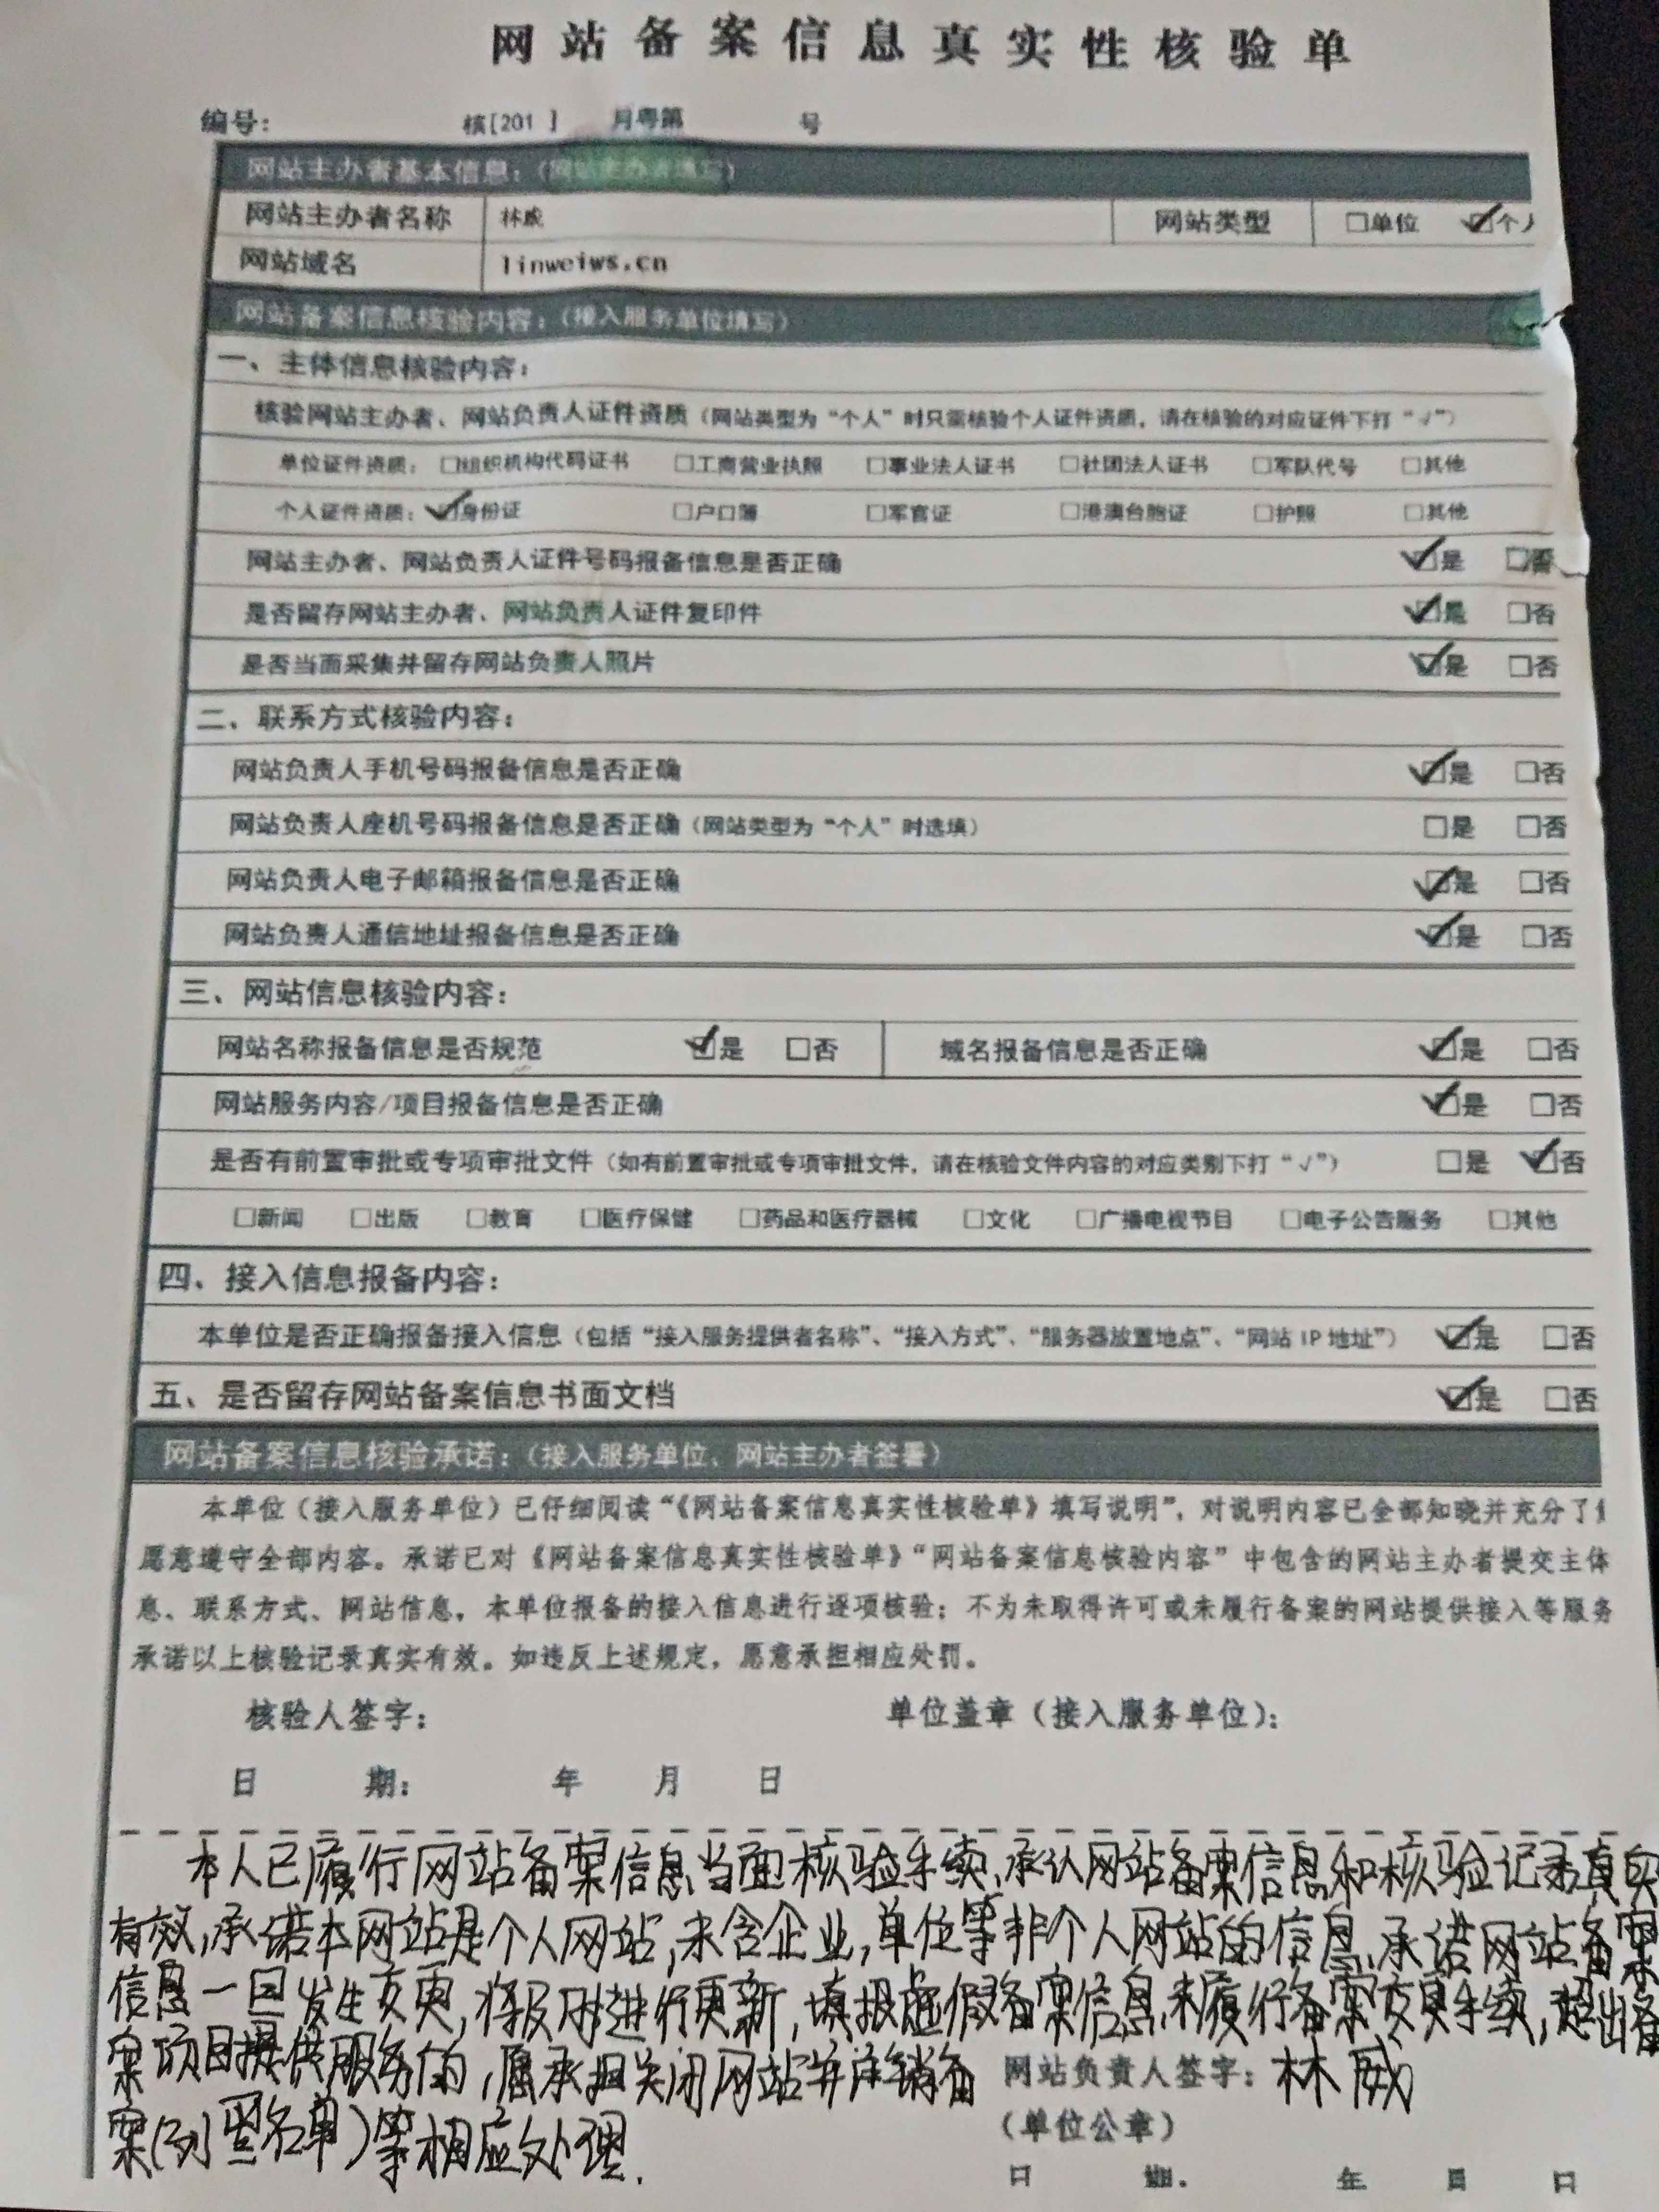 网站备案信息真实性核验单
编号: 核[201 ] 月粤第 号
网站主办者基本信息:(网站主办者填写)
网站主办者名称 林威 网站类型 □单位 ☑个人
网站域名 linweiws.cn
网站备案信息核验内容:(接入服务单位填写)
一、主体信息核验内容:
核验网站主办者、网站负责人证件资质(网站类型为“个人”时只需核验个人证件资质,请在核验的对应证件下打“√”)
单位证件资质: □组织机构代码证书 □工商营业执照 □事业法人证书 □社团法人证书 □军队代号 □其他
个人证件资质: ☑身份证 □户口簿 □军官证 □港澳台胞证 □护照 □其他
网站主办者、网站负责人证件号码报备信息是否正确 ☑是 □否
是否留存网站主办者、网站负责人证件复印件 ☑是 □否
是否当面采集并留存网站负责人照片 ☑是 □否
二、联系方式核验内容:
网站负责人手机号码报备信息是否正确 ☑是 □否
网站负责人座机号码报备信息是否正确(网站类型为“个人”时选填) □是 □否
网站负责人电子邮箱报备信息是否正确 ☑是 □否
网站负责人通信地址报备信息是否正确 ☑是 □否
三、网站信息核验内容:
网站名称报备信息是否规范 ☑是 □否 域名报备信息是否正确 ☑是 □否
网站服务内容/项目报备信息是否正确 ☑是 □否
是否有前置审批或专项审批文件(如有前置审批或专项审批文件,请在核验文件内容的对应类别下打“√”) □是 ☑否
□新闻 □出版 □教育 □医疗保健 □药品和医疗器械 □文化 □广播电视节目 □电子公告服务 □其他
四、接入信息报备内容:
本单位是否正确报备接入信息(包括“接入服务提供者名称”、“接入方式”、“服务器放置地点”、“网站 IP 地址”) ☑是 □否
五、是否留存网站备案信息书面文档 ☑是 □否
网站备案信息核验承诺:(接入服务单位、网站主办者签署)
本单位(接入服务单位)已仔细阅读“《网站备案信息真实性核验单》填写说明”,对说明内容已全部知晓并充分了
愿意遵守全部内容。承诺已对《网站备案信息真实性核验单》“网站备案信息核验内容”中包含的网站主办者提交主体
息、联系方式、网站信息,本单位报备的接入信息进行逐项核验;不为未取得许可或未履行备案的网站提供接入等服务
承诺以上核验记录真实有效。如违反上述规定,愿意承担相应处罚。
核验人签字: 单位盖章(接入服务单位):
日 期: 年 月 日
本人已履行网站备案信息当面核验手续,承认网站备案信息和核验记录真实
有效,承诺本网站是个人网站,未含企业,单位等非个人网站的信息,承诺网站备案
信息一旦发生变更,将及时进行更新,填报虚假备案信息,未履行备案变更手续,超出备
案项目提供服务的,愿承担关闭网站并注销备 网站负责人签字: 林威
案(列黑名单)等相应处理. (单位公章)
日 期: 年 月 日